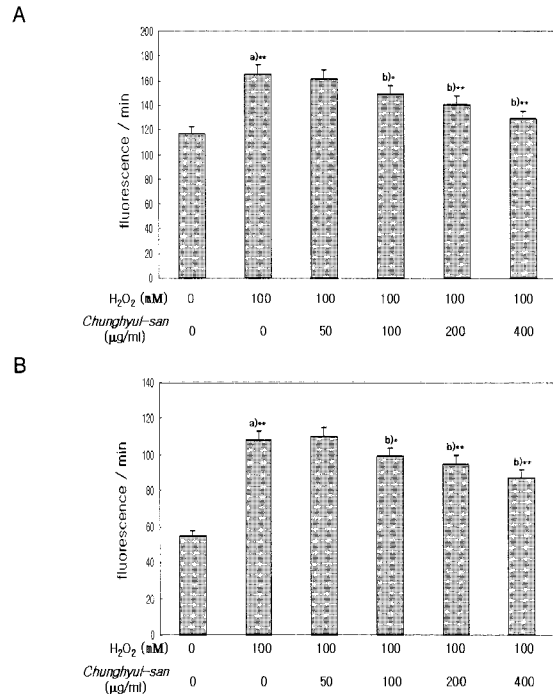 A
200
180
160
140
120
100
80
60
40
20
0
fluorescence / min
a)**
b)*
b)**
b)**
H₂O₂ (mM) 0 100 100 100 100 100
Chunghyul-san 0 0 50 100 200 400
(μg/ml)
B
140
120
100
80
60
40
20
0
fluorescence / min
a)**
b)*
b)**
b)**
H₂O₂ (mM) 0 100 100 100 100 100
Chunghyul-san 0 0 50 100 200 400
(μg/ml)